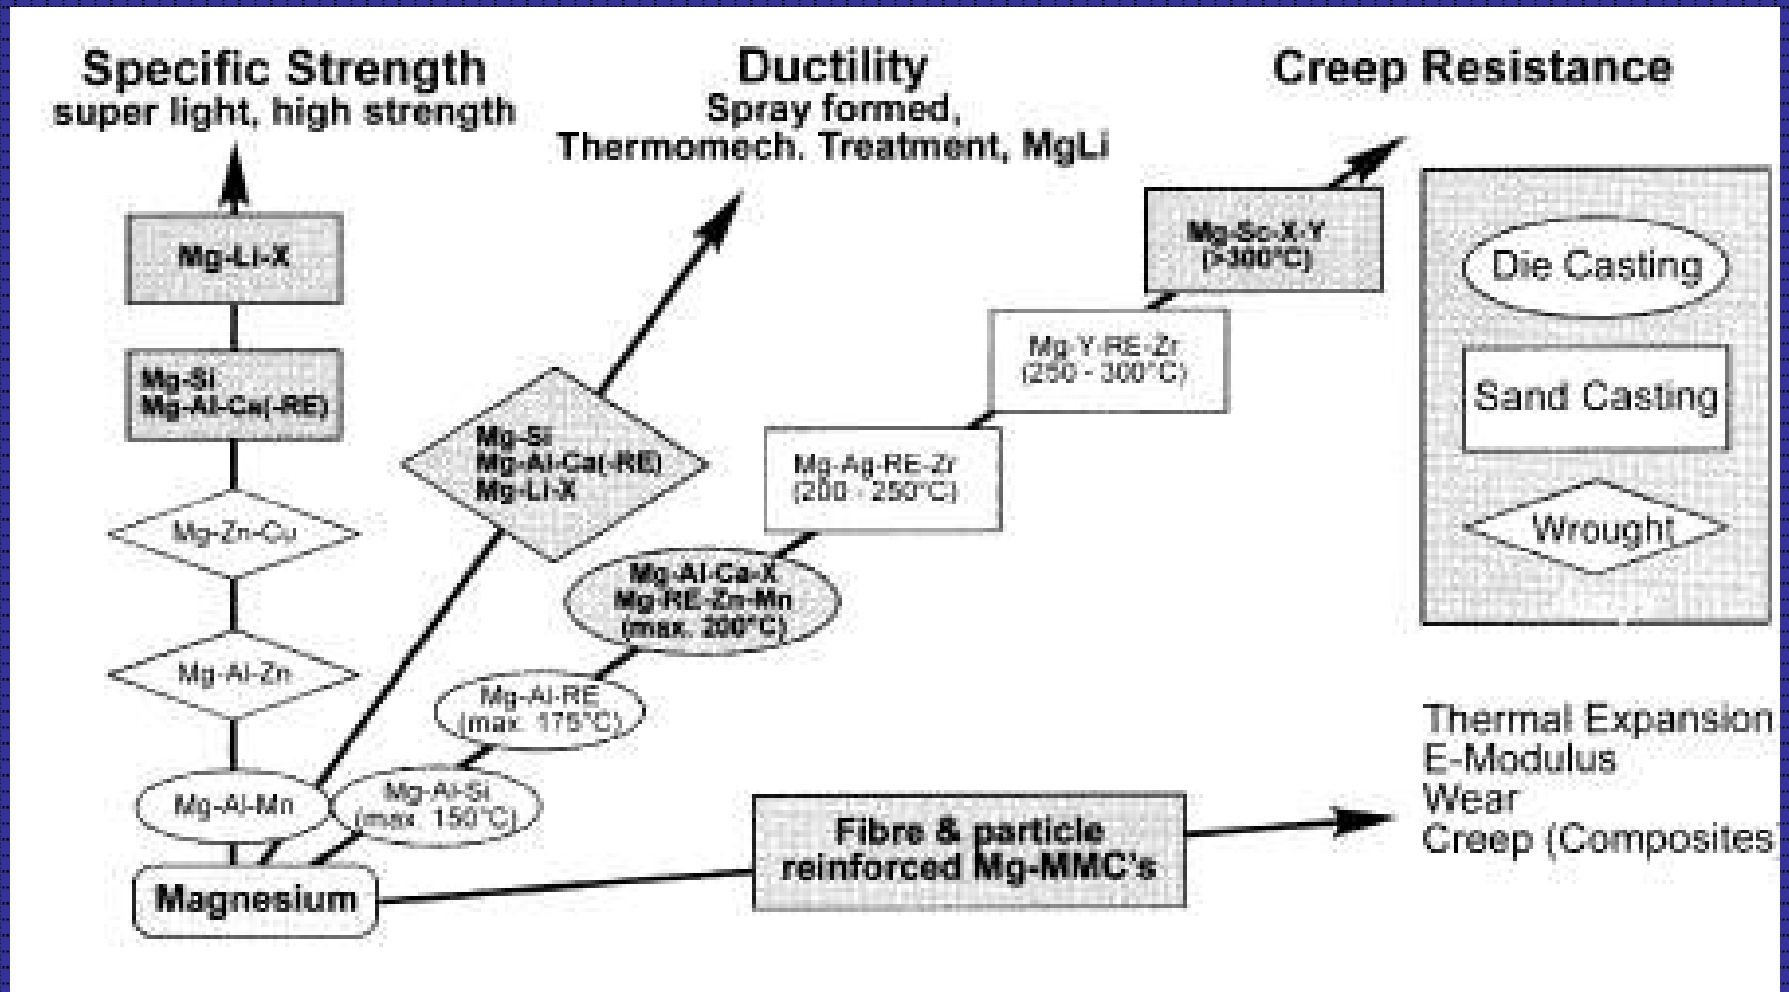 Specific Strength
super light, high strength
Ductility
Spray formed,
Thermomech. Treatment, MgLi
Creep Resistance
Mg-Li-X
Mg-Si
Mg-Al-Ca(-RE)
Mg-Zn-Cu
Mg-Al-Zn
Mg-Al-Mn
Magnesium
Mg-Si
Mg-Al-Ca(-RE)
Mg-Li-X
Mg-Sc-X-Y
(>300°C)
Mg-Y-RE-Zr
(250 - 300°C)
Mg-Ag-RE-Zr
(200 - 250°C)
Mg-Al-Ca-X
Mg-RE-Zn-Mn
(max. 200°C)
Mg-Al-RE
(max. 175°C)
Mg-Al-Si
(max. 150°C)
Fibre & particle
reinforced Mg-MMC's
Die Casting
Sand Casting
Wrought
Thermal Expansion
E-Modulus
Wear
Creep (Composites